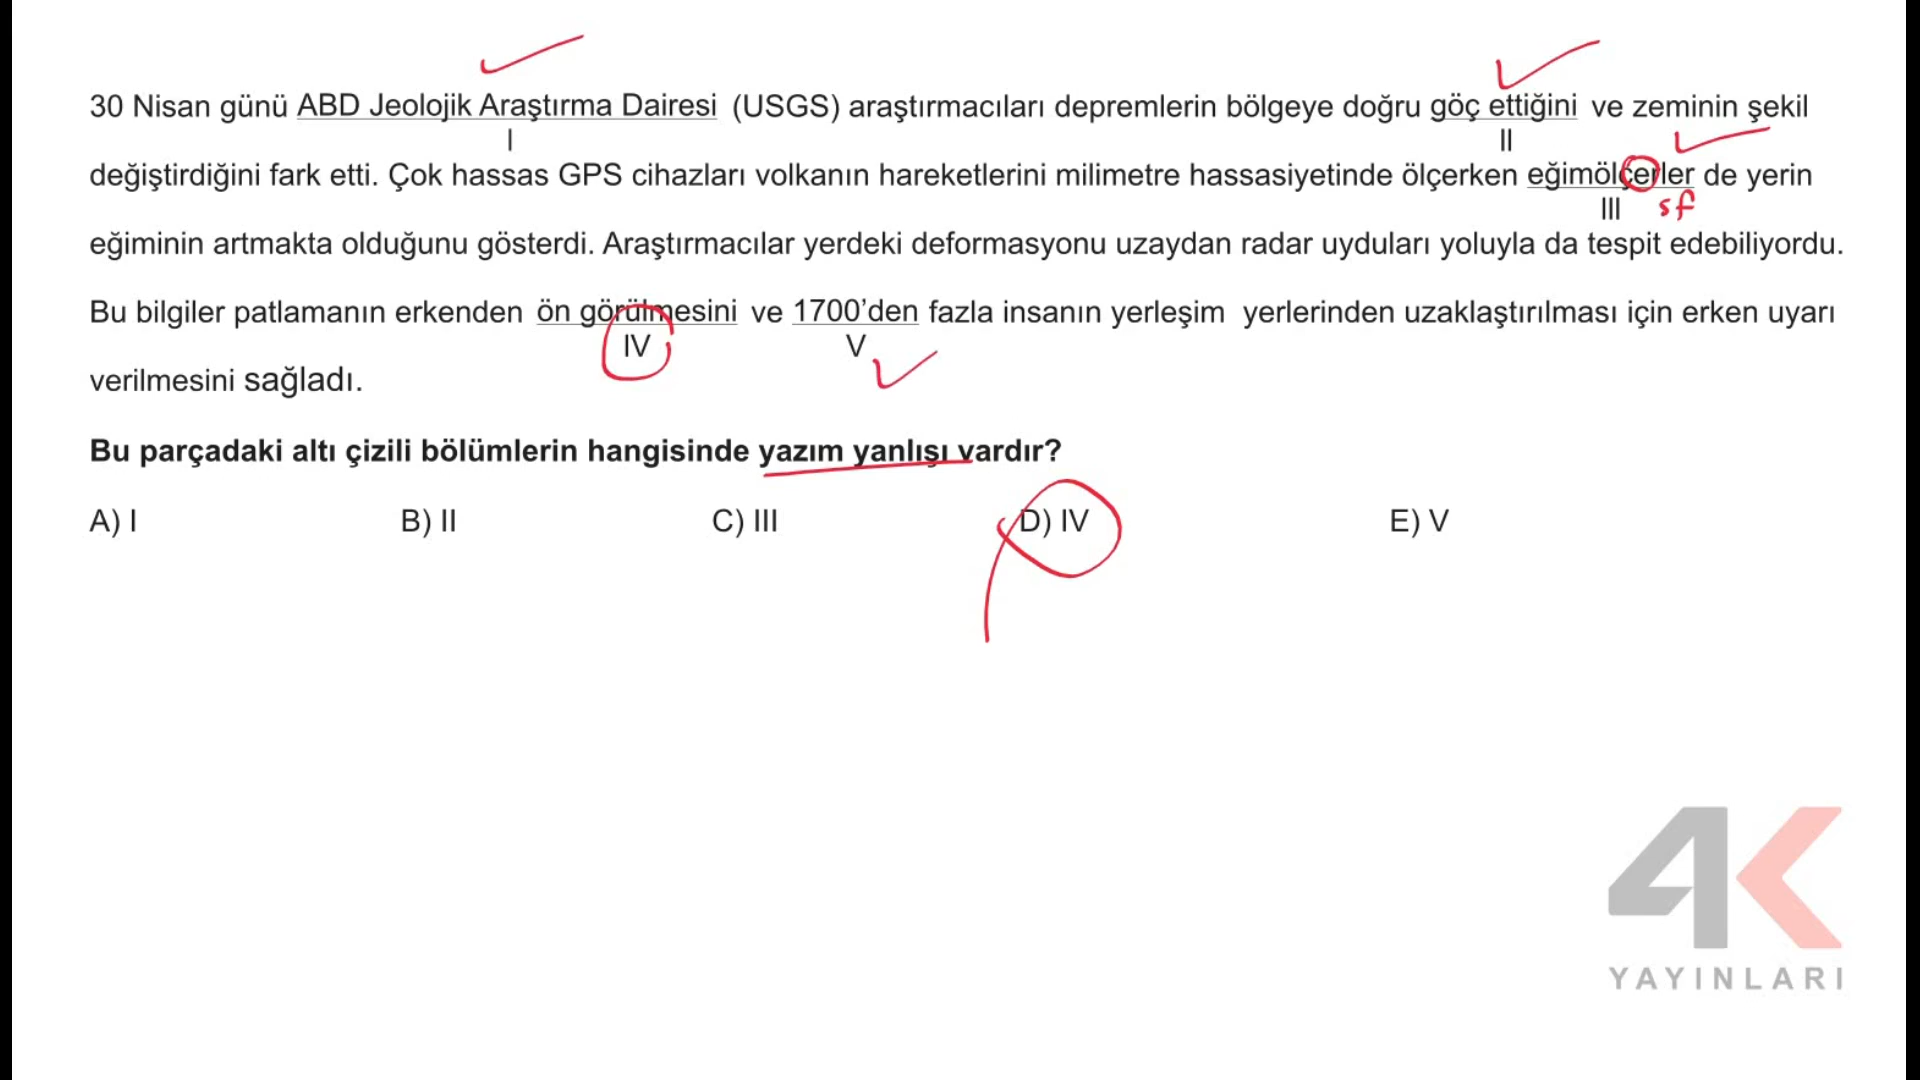 30 Nisan günü ABD Jeolojik Araştırma Dairesi (USGS) araştırmacıları depremlerin bölgeye doğru göç ettiğini ve zeminin şekil
I II
değiştirdiğini fark etti. Çok hassas GPS cihazları volkanın hareketlerini milimetre hassasiyetinde ölçerken eğimölçerler de yerin
III sf
eğiminin artmakta olduğunu gösterdi. Araştırmacılar yerdeki deformasyonu uzaydan radar uyduları yoluyla da tespit edebiliyordu.
Bu bilgiler patlamanın erkenden ön görülmesini ve 1700’den fazla insanın yerleşim yerlerinden uzaklaştırılması için erken uyarı
IV V
verilmesini sağladı.
Bu parçadaki altı çizili bölümlerin hangisinde yazım yanlışı vardır?
A) I B) II C) III D) IV E) V
4K
YAYINLARI